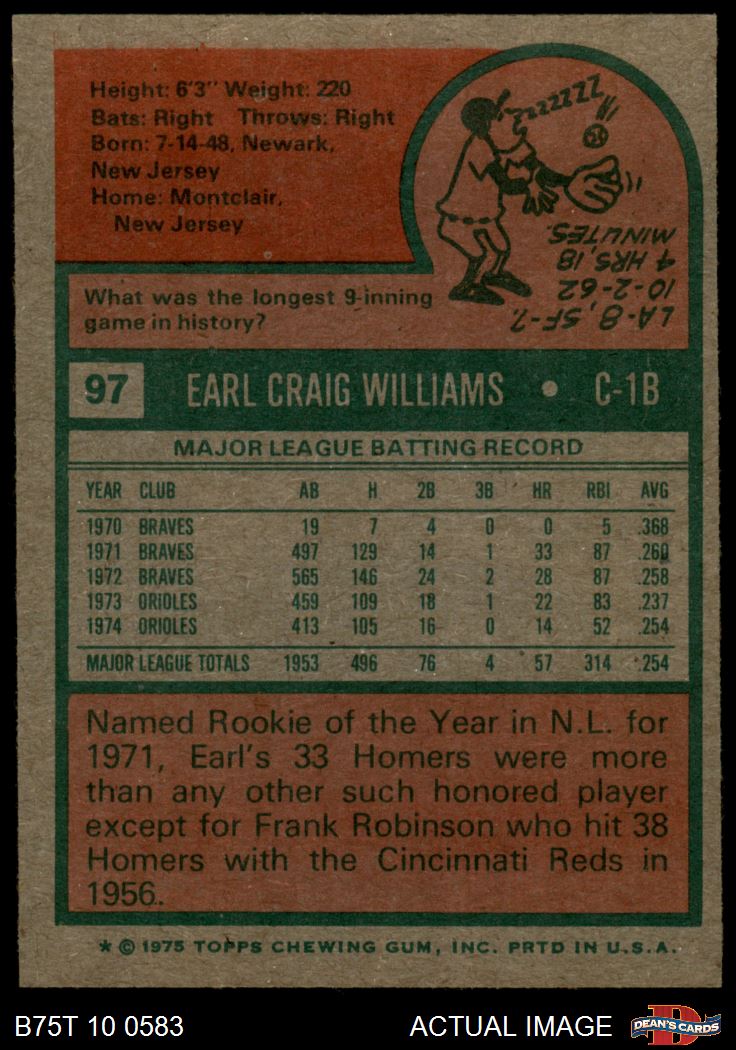 Height: 6'3" Weight: 220
Bats: Right Throws: Right
Born: 7-14-48, Newark,
New Jersey
Home: Montclair,
New Jersey
ZZZZZZZ
What was the longest 9-inning
game in history?
LA-8, SF-7.
10-2-62
4 HRS, 18
MINUTES.
97 EARL CRAIG WILLIAMS • C-1B
MAJOR LEAGUE BATTING RECORD
YEAR CLUB AB H 2B 3B HR RBI AVG
1970 BRAVES 19 7 4 0 0 5 .368
1971 BRAVES 497 129 14 1 33 87 .260
1972 BRAVES 565 146 24 2 28 87 .258
1973 ORIOLES 459 109 18 1 22 83 .237
1974 ORIOLES 413 105 16 0 14 52 .254
MAJOR LEAGUE TOTALS 1953 496 76 4 57 314 .254
Named Rookie of the Year in N.L. for
1971, Earl's 33 Homers were more
than any other such honored player
except for Frank Robinson who hit 38
Homers with the Cincinnati Reds in
1956.
* © 1975 TOPPS CHEWING GUM, INC. PRTD IN U.S.A.
B75T 10 0583 ACTUAL IMAGE DEAN'S CARDS